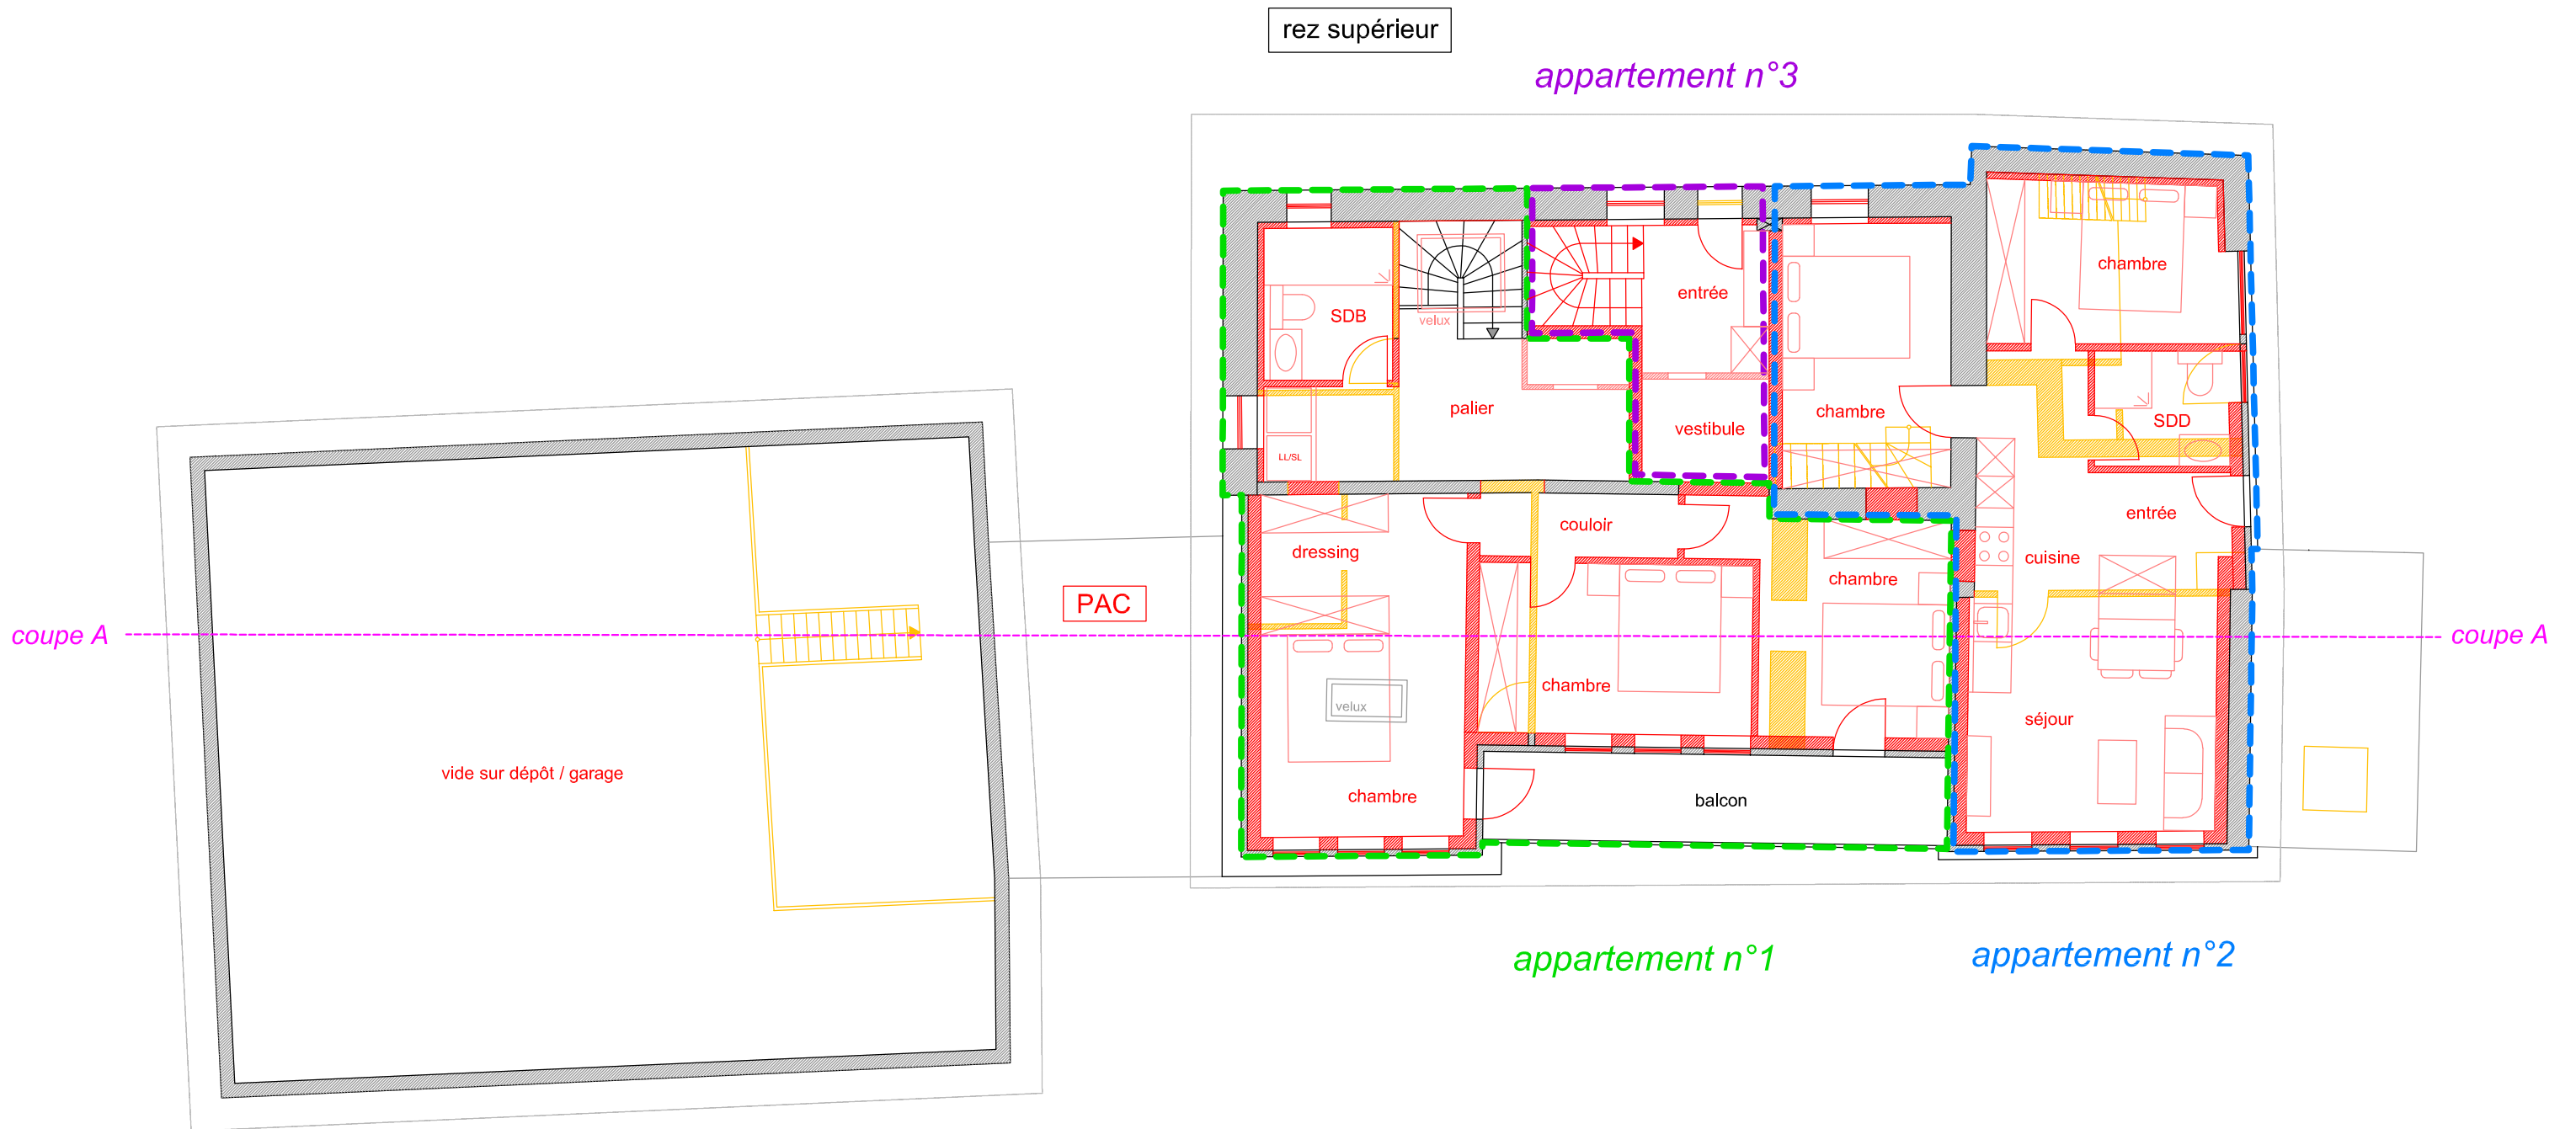 rez supérieur
appartement n°3
chambre
entrée
SDB
velux
palier
chambre
SDD
vestibule
LL/SL
entrée
couloir
dressing
cuisine
chambre
PAC
coupe A
coupe A
chambre
velux
séjour
vide sur dépôt / garage
chambre
balcon
appartement n°1
appartement n°2